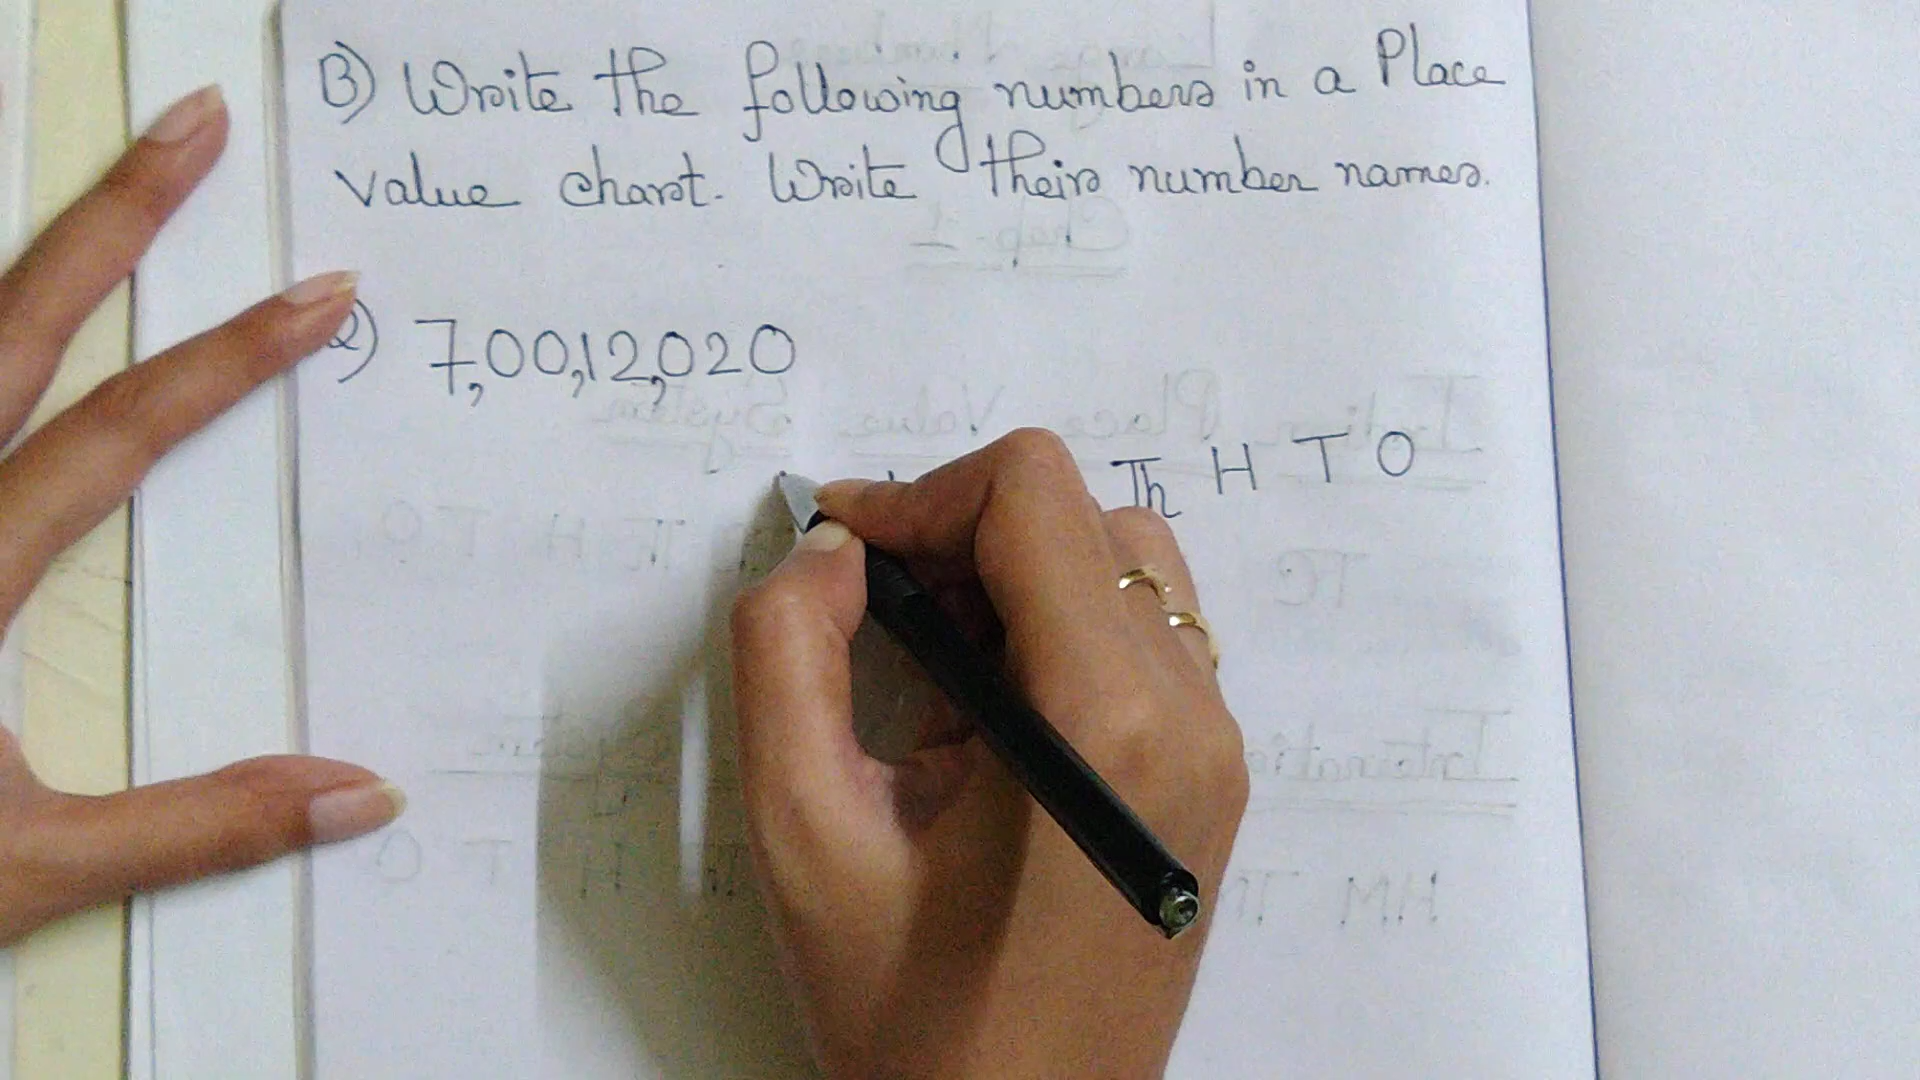 B) Write the following numbers in a Place
value chart. Write their number names.
2) 7,00,12,020
Th H T O